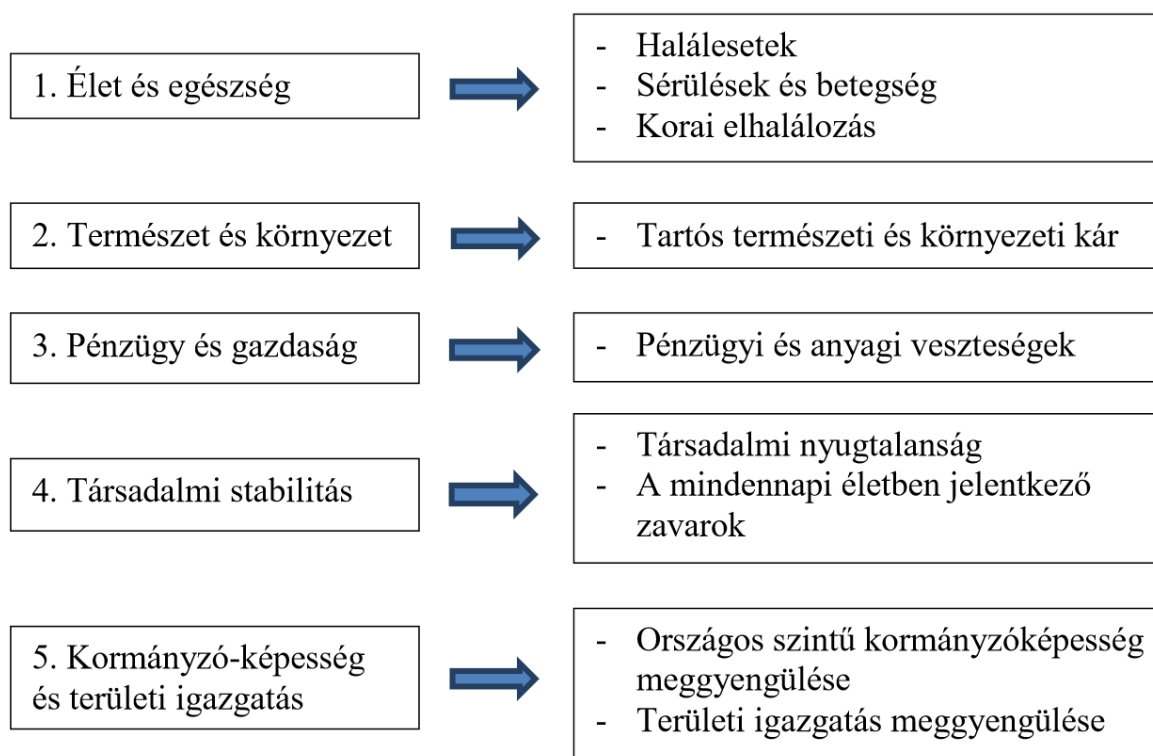 1. Élet és egészség
- Halálesetek
- Sérülések és betegség
- Korai elhalálozás
2. Természet és környezet
- Tartós természeti és környezeti kár
3. Pénzügy és gazdaság
- Pénzügyi és anyagi veszteségek
4. Társadalmi stabilitás
- Társadalmi nyugtalanság
- A mindennapi életben jelentkező
zavarok
5. Kormányzó-képesség
és területi igazgatás
- Országos szintű kormányzóképesség
meggyengülése
- Területi igazgatás meggyengülése